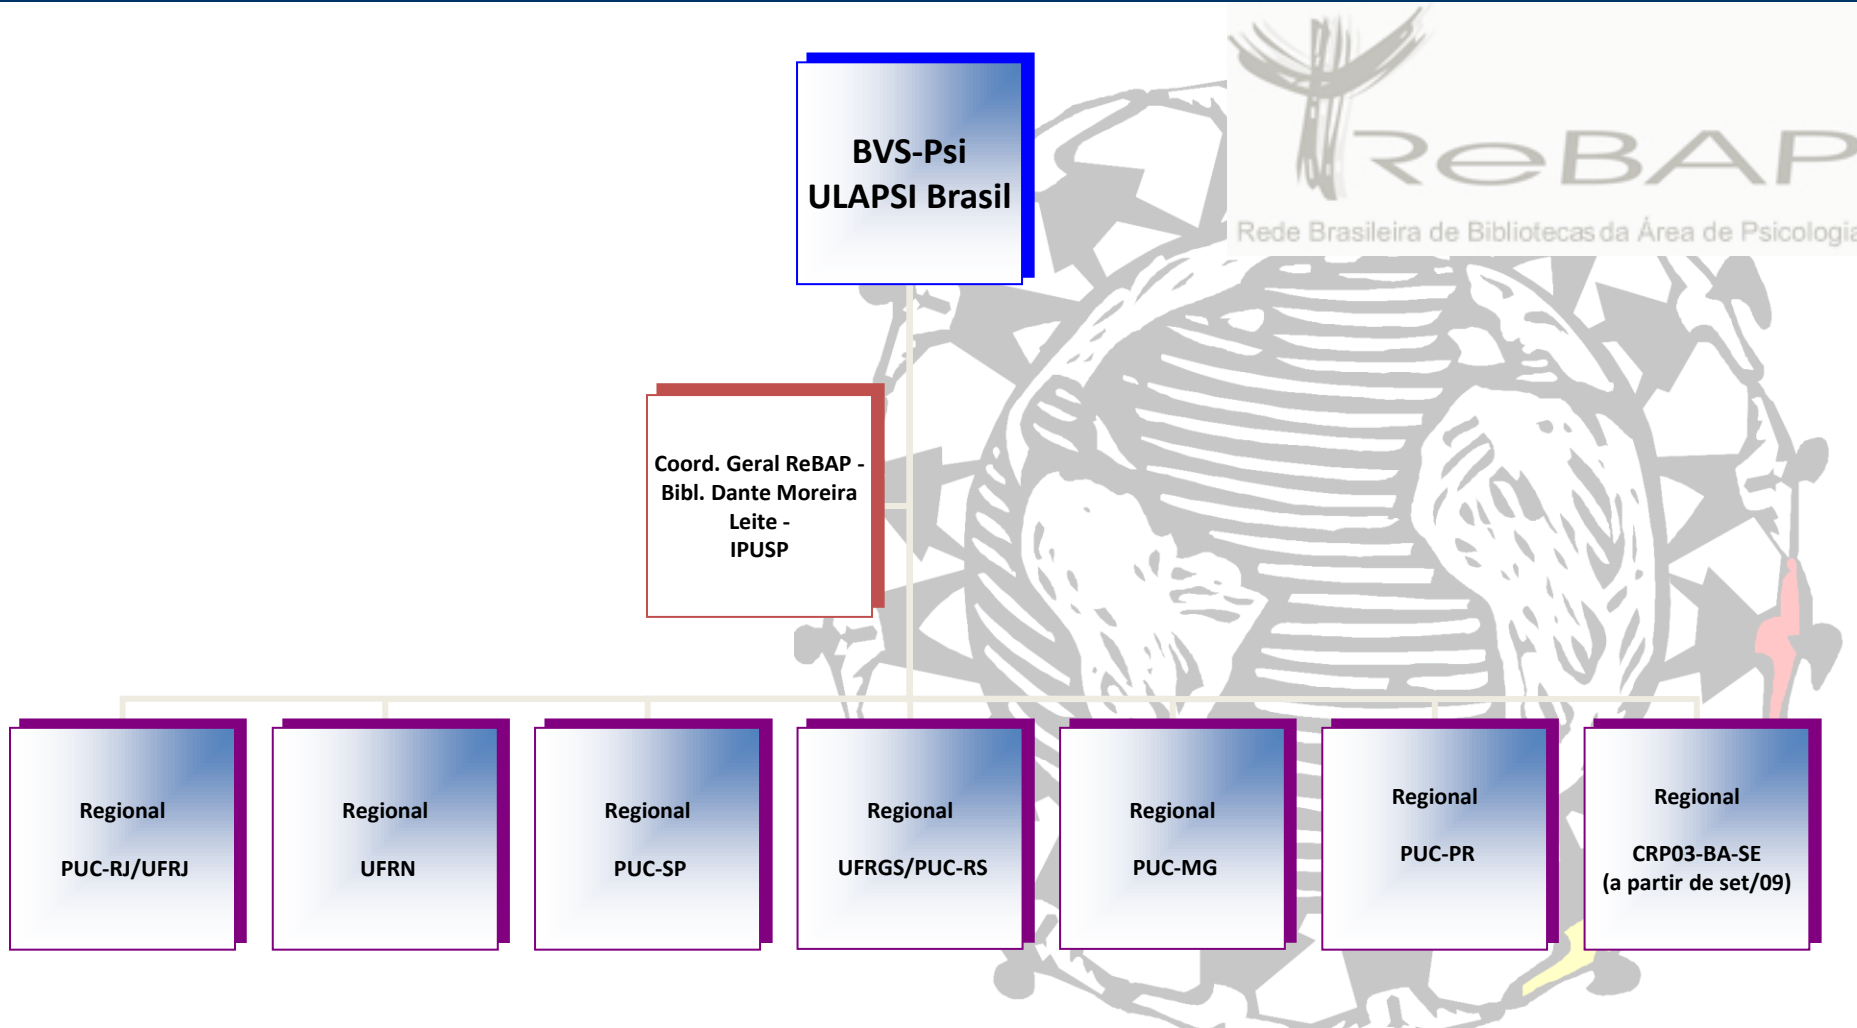 ReBAP
Rede Brasileira de Bibliotecas da Área de Psicologia
BVS-Psi
ULAPSI Brasil
Coord. Geral ReBAP -
Bibl. Dante Moreira
Leite -
IPUSP
Regional
PUC-RJ/UFRJ
Regional
UFRN
Regional
PUC-SP
Regional
UFRGS/PUC-RS
Regional
PUC-MG
Regional
PUC-PR
Regional
CRP03-BA-SE
(a partir de set/09)